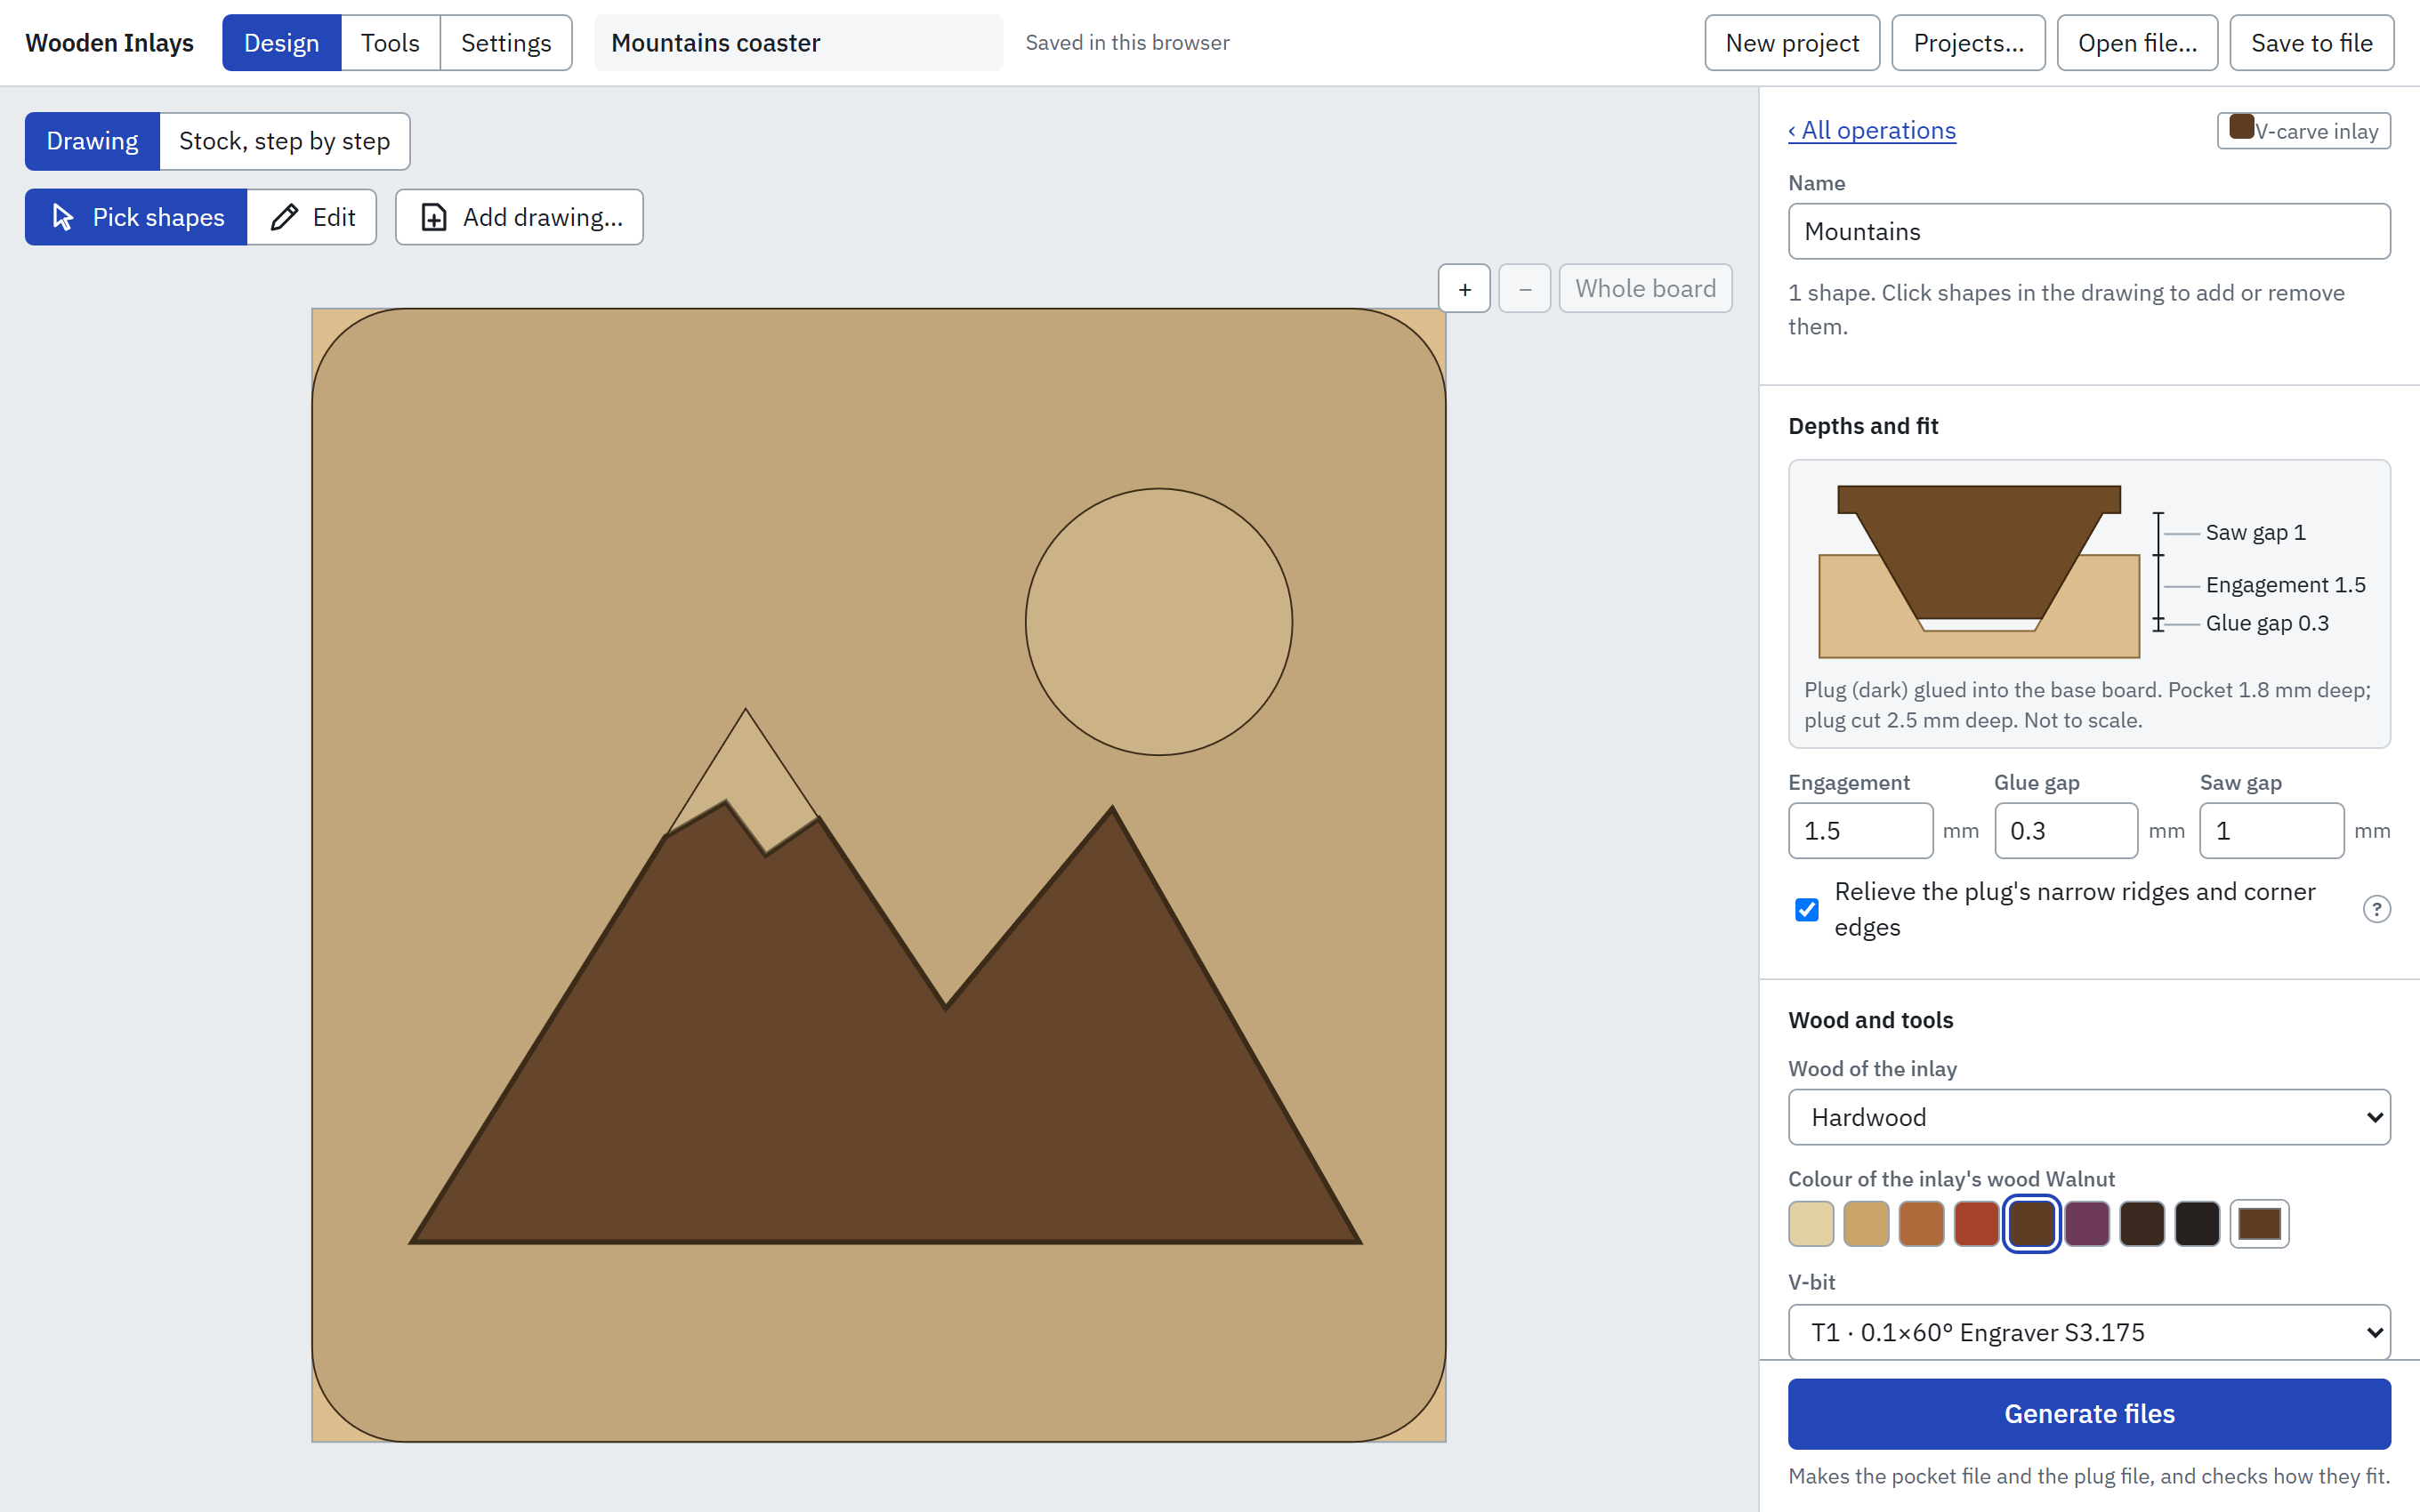 Wooden Inlays
Design
Tools
Settings
Mountains coaster
Saved in this browser
New project
Projects...
Open file...
Save to file
Drawing
Stock, step by step
Pick shapes
Edit
Add drawing...
+
−
Whole board
‹ All operations
V-carve inlay
Name
Mountains
1 shape. Click shapes in the drawing to add or remove
them.
Depths and fit
Saw gap 1
Engagement 1.5
Glue gap 0.3
Plug (dark) glued into the base board. Pocket 1.8 mm deep;
plug cut 2.5 mm deep. Not to scale.
Engagement
Glue gap
Saw gap
1.5 mm
0.3 mm
1 mm
Relieve the plug's narrow ridges and corner
edges
?
Wood and tools
Wood of the inlay
Hardwood
Colour of the inlay's wood Walnut
V-bit
T1 · 0.1×60° Engraver S3.175
Generate files
Makes the pocket file and the plug file, and checks how they fit.